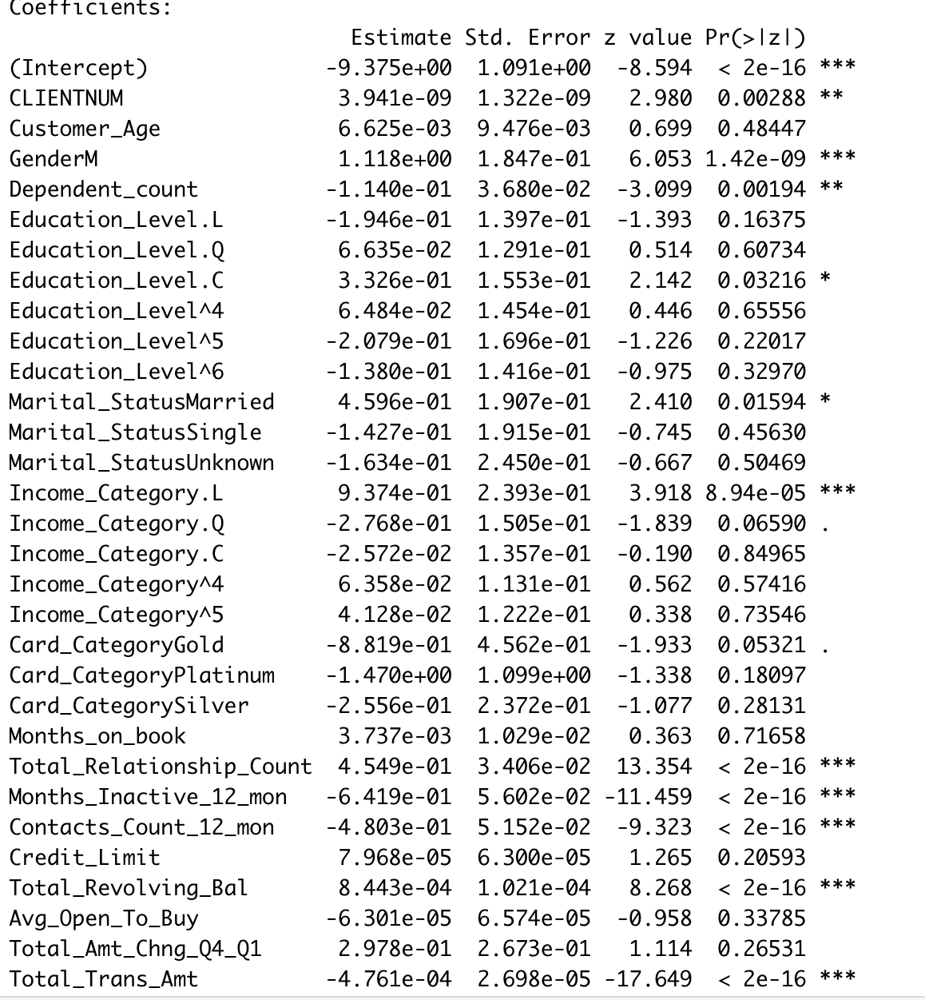 Coefficients:
Estimate Std. Error z value Pr(>|z|)
(Intercept) -9.375e+00 1.091e+00 -8.594 < 2e-16 ***
CLIENTNUM 3.941e-09 1.322e-09 2.980 0.00288 **
Customer_Age 6.625e-03 9.476e-03 0.699 0.48447
GenderM 1.118e+00 1.847e-01 6.053 1.42e-09 ***
Dependent_count -1.140e-01 3.680e-02 -3.099 0.00194 **
Education_Level.L -1.946e-01 1.397e-01 -1.393 0.16375
Education_Level.Q 6.635e-02 1.291e-01 0.514 0.60734
Education_Level.C 3.326e-01 1.553e-01 2.142 0.03216 *
Education_Level^4 6.484e-02 1.454e-01 0.446 0.65556
Education_Level^5 -2.079e-01 1.696e-01 -1.226 0.22017
Education_Level^6 -1.380e-01 1.416e-01 -0.975 0.32970
Marital_StatusMarried 4.596e-01 1.907e-01 2.410 0.01594 *
Marital_StatusSingle -1.427e-01 1.915e-01 -0.745 0.45630
Marital_StatusUnknown -1.634e-01 2.450e-01 -0.667 0.50469
Income_Category.L 9.374e-01 2.393e-01 3.918 8.94e-05 ***
Income_Category.Q -2.768e-01 1.505e-01 -1.839 0.06590 .
Income_Category.C -2.572e-02 1.357e-01 -0.190 0.84965
Income_Category^4 6.358e-02 1.131e-01 0.562 0.57416
Income_Category^5 4.128e-02 1.222e-01 0.338 0.73546
Card_CategoryGold -8.819e-01 4.562e-01 -1.933 0.05321 .
Card_CategoryPlatinum -1.470e+00 1.099e+00 -1.338 0.18097
Card_CategorySilver -2.556e-01 2.372e-01 -1.077 0.28131
Months_on_book 3.737e-03 1.029e-02 0.363 0.71658
Total_Relationship_Count 4.549e-01 3.406e-02 13.354 < 2e-16 ***
Months_Inactive_12_mon -6.419e-01 5.602e-02 -11.459 < 2e-16 ***
Contacts_Count_12_mon -4.803e-01 5.152e-02 -9.323 < 2e-16 ***
Credit_Limit 7.968e-05 6.300e-05 1.265 0.20593
Total_Revolving_Bal 8.443e-04 1.021e-04 8.268 < 2e-16 ***
Avg_Open_To_Buy -6.301e-05 6.574e-05 -0.958 0.33785
Total_Amt_Chng_Q4_Q1 2.978e-01 2.673e-01 1.114 0.26531
Total_Trans_Amt -4.761e-04 2.698e-05 -17.649 < 2e-16 ***